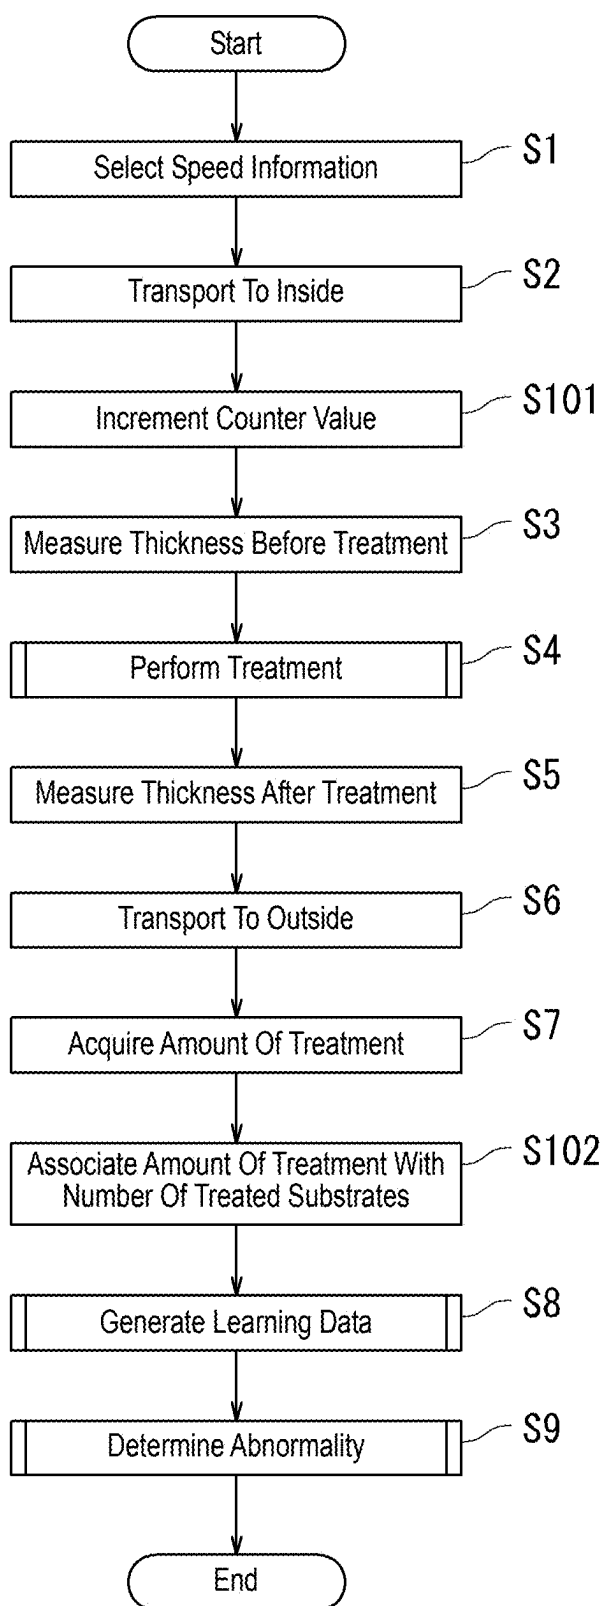 Start
Select Speed Information
S1
Transport To Inside
S2
Increment Counter Value
S101
Measure Thickness Before Treatment
S3
Perform Treatment
S4
Measure Thickness After Treatment
S5
Transport To Outside
S6
Acquire Amount Of Treatment
S7
Associate Amount Of Treatment With
Number Of Treated Substrates
S102
Generate Learning Data
S8
Determine Abnormality
S9
End